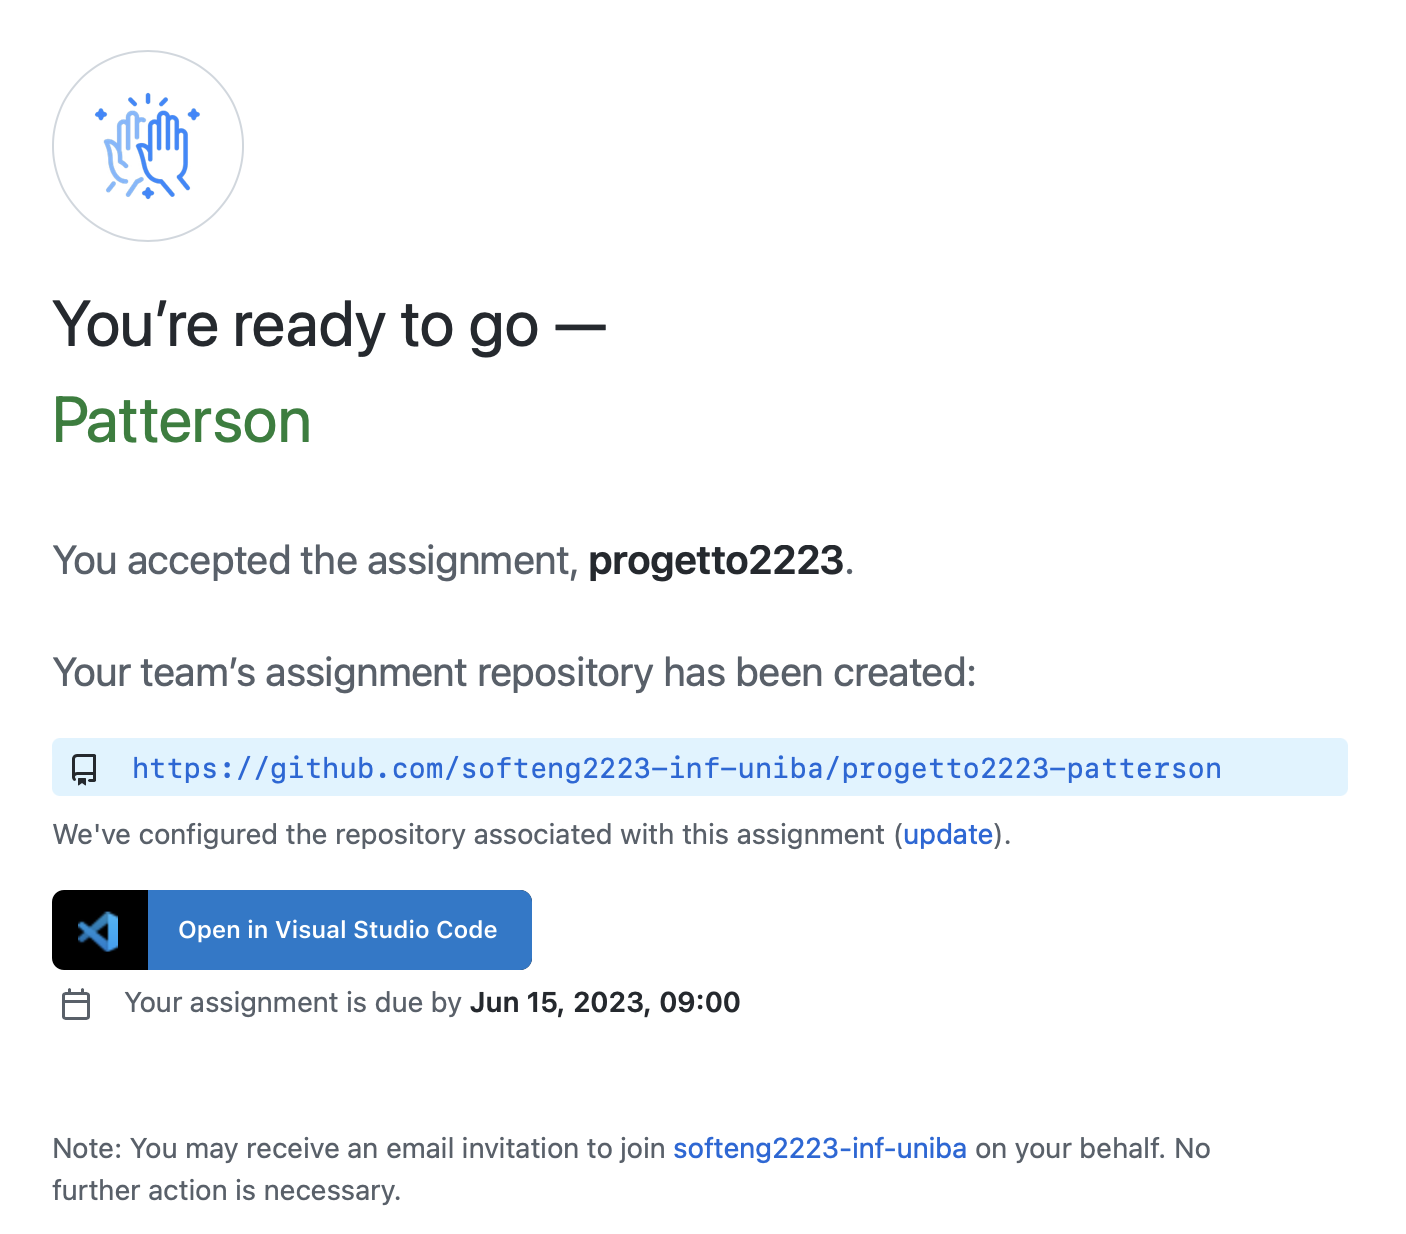 You’re ready to go —
Patterson
You accepted the assignment, progetto2223.
Your team’s assignment repository has been created:
https://github.com/softeng2223-inf-uniba/progetto2223-patterson
We've configured the repository associated with this assignment (update).
Open in Visual Studio Code
Your assignment is due by Jun 15, 2023, 09:00
Note: You may receive an email invitation to join softeng2223-inf-uniba on your behalf. No
further action is necessary.